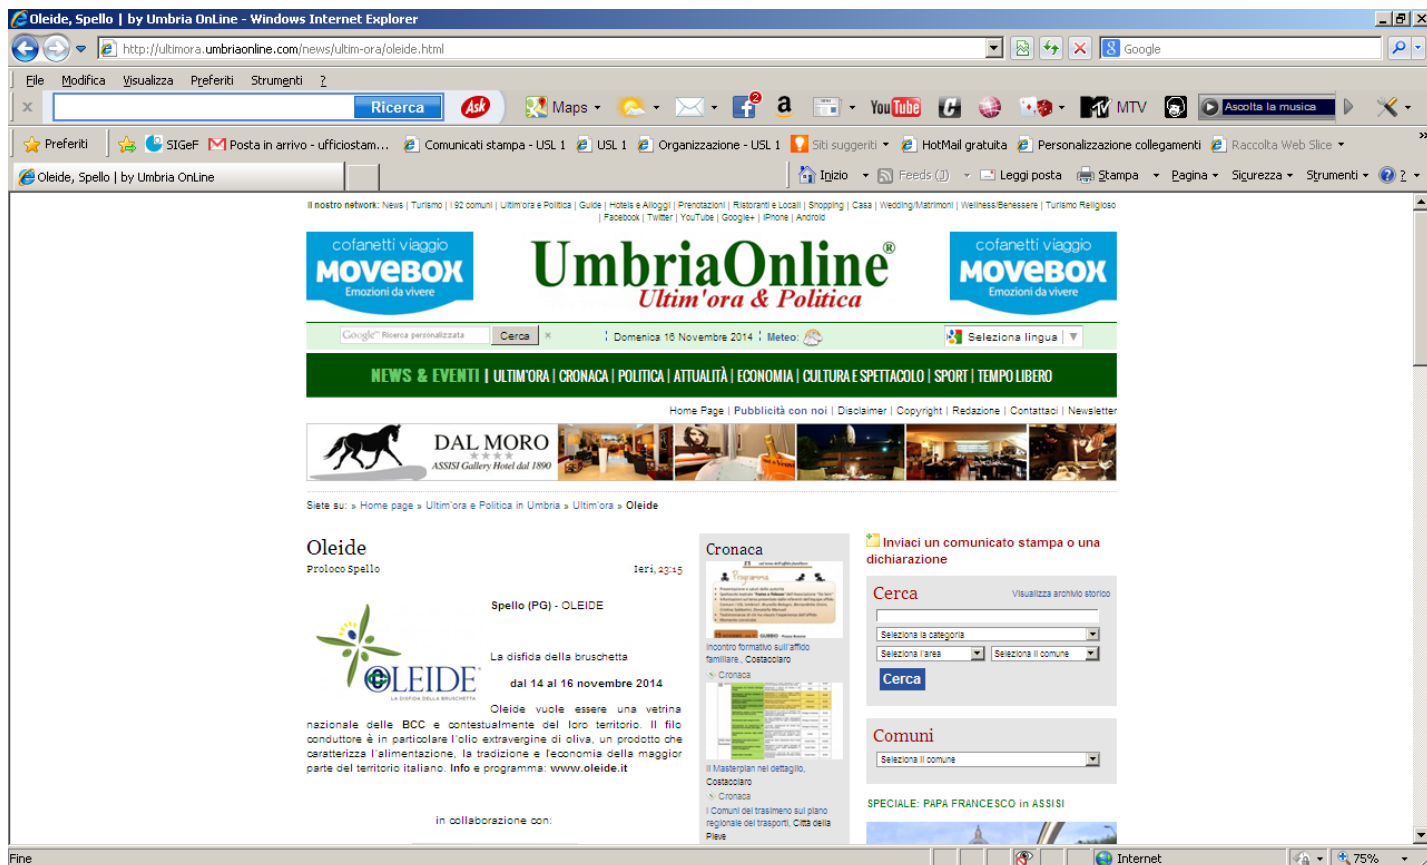 Oleide, Spello | by Umbria OnLine - Windows Internet Explorer
http://ultimora.umbriaonline.com/news/ultim-ora/oleide.html
Google
File Modifica Visualizza Preferiti Strumenti ?
Ricerca Ask Maps YouTube MTV Ascolta la musica
2
Preferiti SIGeF Posta in arrivo - ufficiostam... Comunicati stampa - USL 1 USL 1 Organizzazione - USL 1 Siti suggeriti HotMail gratuita Personalizzazione collegamenti Raccolta Web Slice
Oleide, Spello | by Umbria OnLine
Inizio Feeds (J) Leggi posta Stampa Pagina Sicurezza Strumenti ?
Il nostro network: News | Turismo | I 92 comuni | Ultim'ora e Politica | Guide | Hotels e Alloggi | Prenotazioni | Ristoranti e Locali | Shopping | Casa | Wedding/Matrimoni | Wellness/Benessere | Turismo Religioso
| Facebook | Twitter | YouTube | Google+ | iPhone | Android
cofanetti viaggio
MOVEBOX
Emozioni da vivere
UmbriaOnline®
Ultim'ora & Politica
cofanetti viaggio
MOVEBOX
Emozioni da vivere
Google™ Ricerca personalizzata Cerca × ¦ Domenica 16 Novembre 2014 ¦ Meteo: Seleziona lingua | ▼
NEWS & EVENTI | ULTIM'ORA | CRONACA | POLITICA | ATTUALITÀ | ECONOMIA | CULTURA E SPETTACOLO | SPORT | TEMPO LIBERO
Home Page | Pubblicità con noi | Disclaimer | Copyright | Redazione | Contattaci | Newsletter
DAL MORO
★★★★
ASSISI Gallery Hotel dal 1890
Siete su: » Home page » Ultim'ora e Politica in Umbria » Ultim'ora » Oleide
Oleide
Proloco Spello Ieri, 23:15
Spello (PG) - OLEIDE
OLEIDE
LA DISFIDA DELLA BRUSCHETTA
La disfida della bruschetta
dal 14 al 16 novembre 2014
Oleide vuole essere una vetrina
nazionale delle BCC e contestualmente del loro territorio. Il filo
conduttore è in particolare l'olio extravergine di oliva, un prodotto che
caratterizza l'alimentazione, la tradizione e l'economia della maggior
parte del territorio italiano. Info e programma: www.oleide.it
in collaborazione con:
Cronaca
Programma
Incontro formativo sull'affido
familiare., Costacciaro
Cronaca
Il Masterplan nel dettaglio,
Costacciaro
Cronaca
I Comuni del trasimeno sul piano
regionale dei trasporti, Città della
Pieve
Inviaci un comunicato stampa o una
dichiarazione
Cerca Visualizza archivio storico
Seleziona la categoria
Seleziona l'area Seleziona il comune
Cerca
Comuni
Seleziona il comune
SPECIALE: PAPA FRANCESCO in ASSISI
Fine Internet 75%